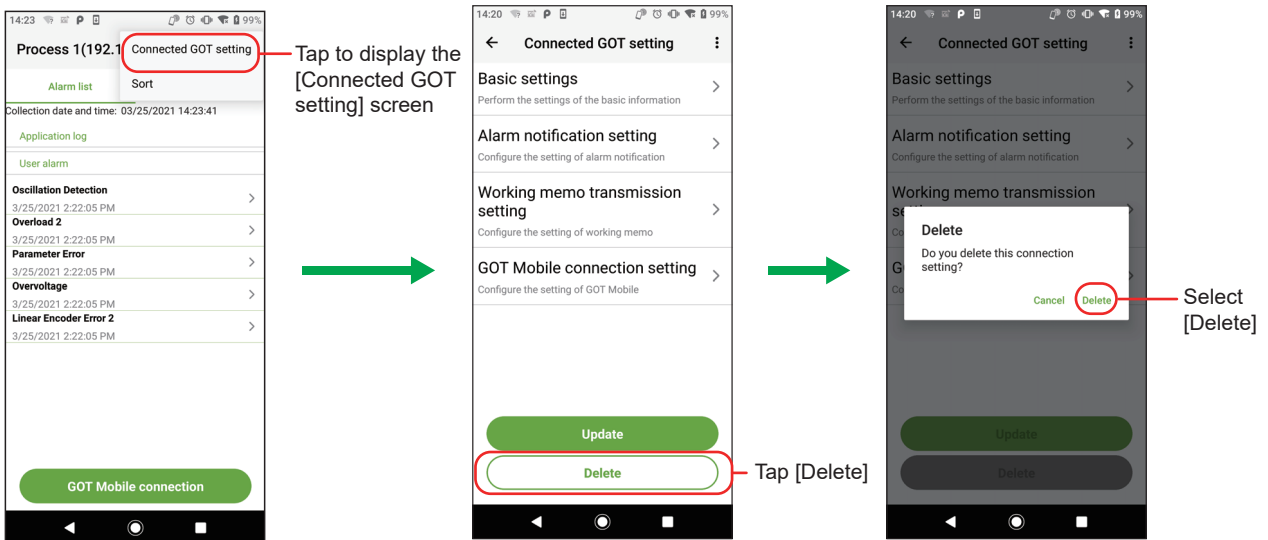 14:23 P 99%
Process 1(192.1
Connected GOT setting
Sort
Alarm list
Collection date and time: 03/25/2021 14:23:41
Application log
User alarm
Oscillation Detection
3/25/2021 2:22:05 PM
Overload 2
3/25/2021 2:22:05 PM
Parameter Error
3/25/2021 2:22:05 PM
Overvoltage
3/25/2021 2:22:05 PM
Linear Encoder Error 2
3/25/2021 2:22:05 PM
GOT Mobile connection
Tap to display the
[Connected GOT
setting] screen
14:20 P 99%
Connected GOT setting
Basic settings
Perform the settings of the basic information
Alarm notification setting
Configure the setting of alarm notification
Working memo transmission
setting
Configure the setting of working memo
GOT Mobile connection setting
Configure the setting of GOT Mobile
Update
Delete
Tap [Delete]
14:20 P 99%
Connected GOT setting
Basic settings
Perform the settings of the basic information
Alarm notification setting
Configure the setting of alarm notification
Working memo transmission
se
Co
G
Co
Delete
Do you delete this connection
setting?
Cancel Delete
Update
Delete
Select
[Delete]